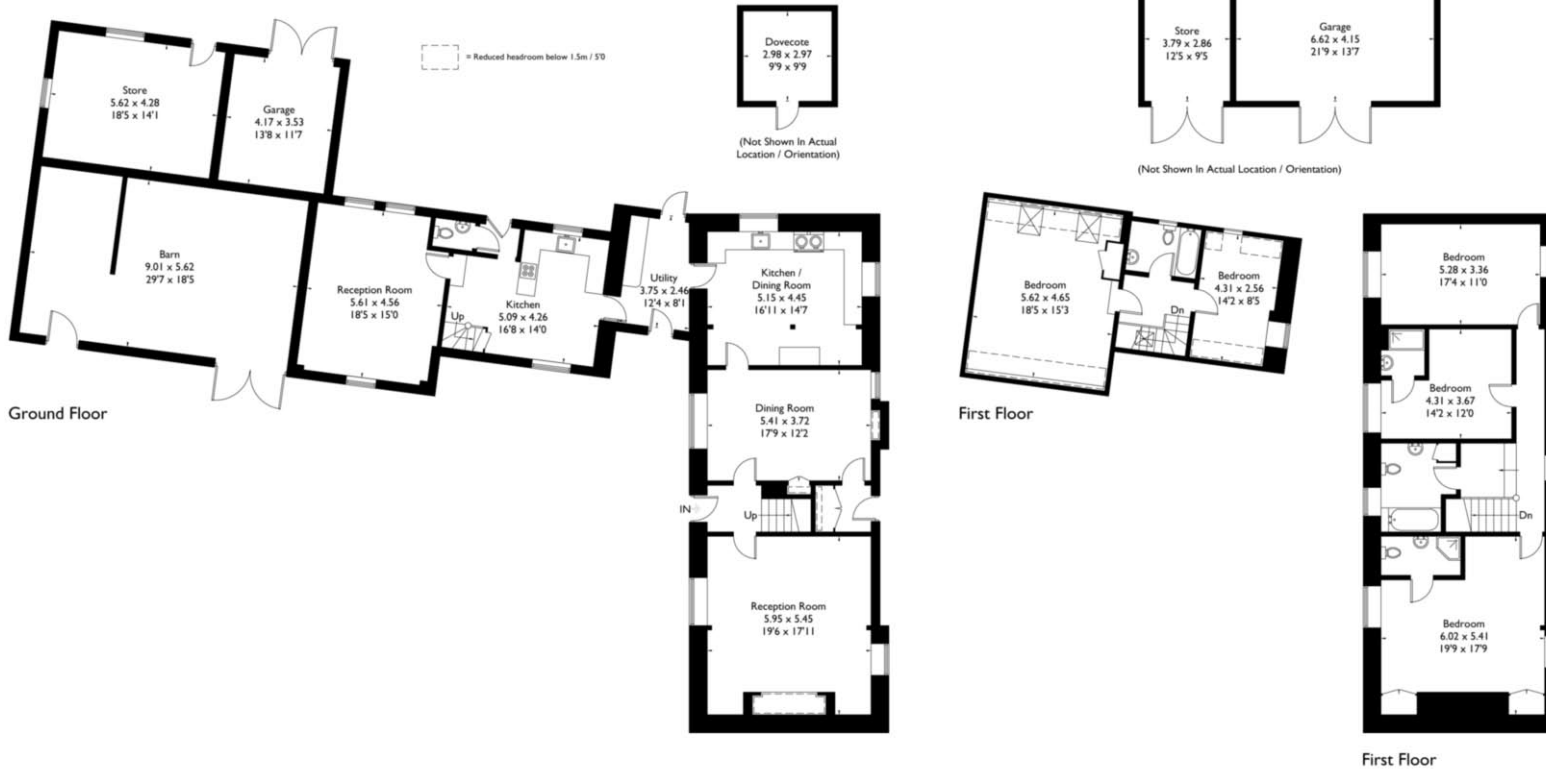 Store
5.62 x 4.28
18'5 x 14'1
Garage
4.17 x 3.53
13'8 x 11'7
= Reduced headroom below 1.5m / 5'0
Dovecote
2.98 x 2.97
9'9 x 9'9
(Not Shown In Actual
Location / Orientation)
Store
3.79 x 2.86
12'5 x 9'5
Garage
6.62 x 4.15
21'9 x 13'7
(Not Shown In Actual Location / Orientation)
Barn
9.01 x 5.62
29'7 x 18'5
Reception Room
5.61 x 4.56
18'5 x 15'0
Up
Kitchen
5.09 x 4.26
16'8 x 14'0
Utility
3.75 x 2.46
12'4 x 8'1
Kitchen /
Dining Room
5.15 x 4.45
16'11 x 14'7
Dining Room
5.41 x 3.72
17'9 x 12'2
IN
Up
Reception Room
5.95 x 5.45
19'6 x 17'11
Ground Floor
Bedroom
5.62 x 4.65
18'5 x 15'3
Bedroom
4.31 x 2.56
14'2 x 8'5
Dn
First Floor
Bedroom
5.28 x 3.36
17'4 x 11'0
Bedroom
4.31 x 3.67
14'2 x 12'0
Dn
Bedroom
6.02 x 5.41
19'9 x 17'9
First Floor